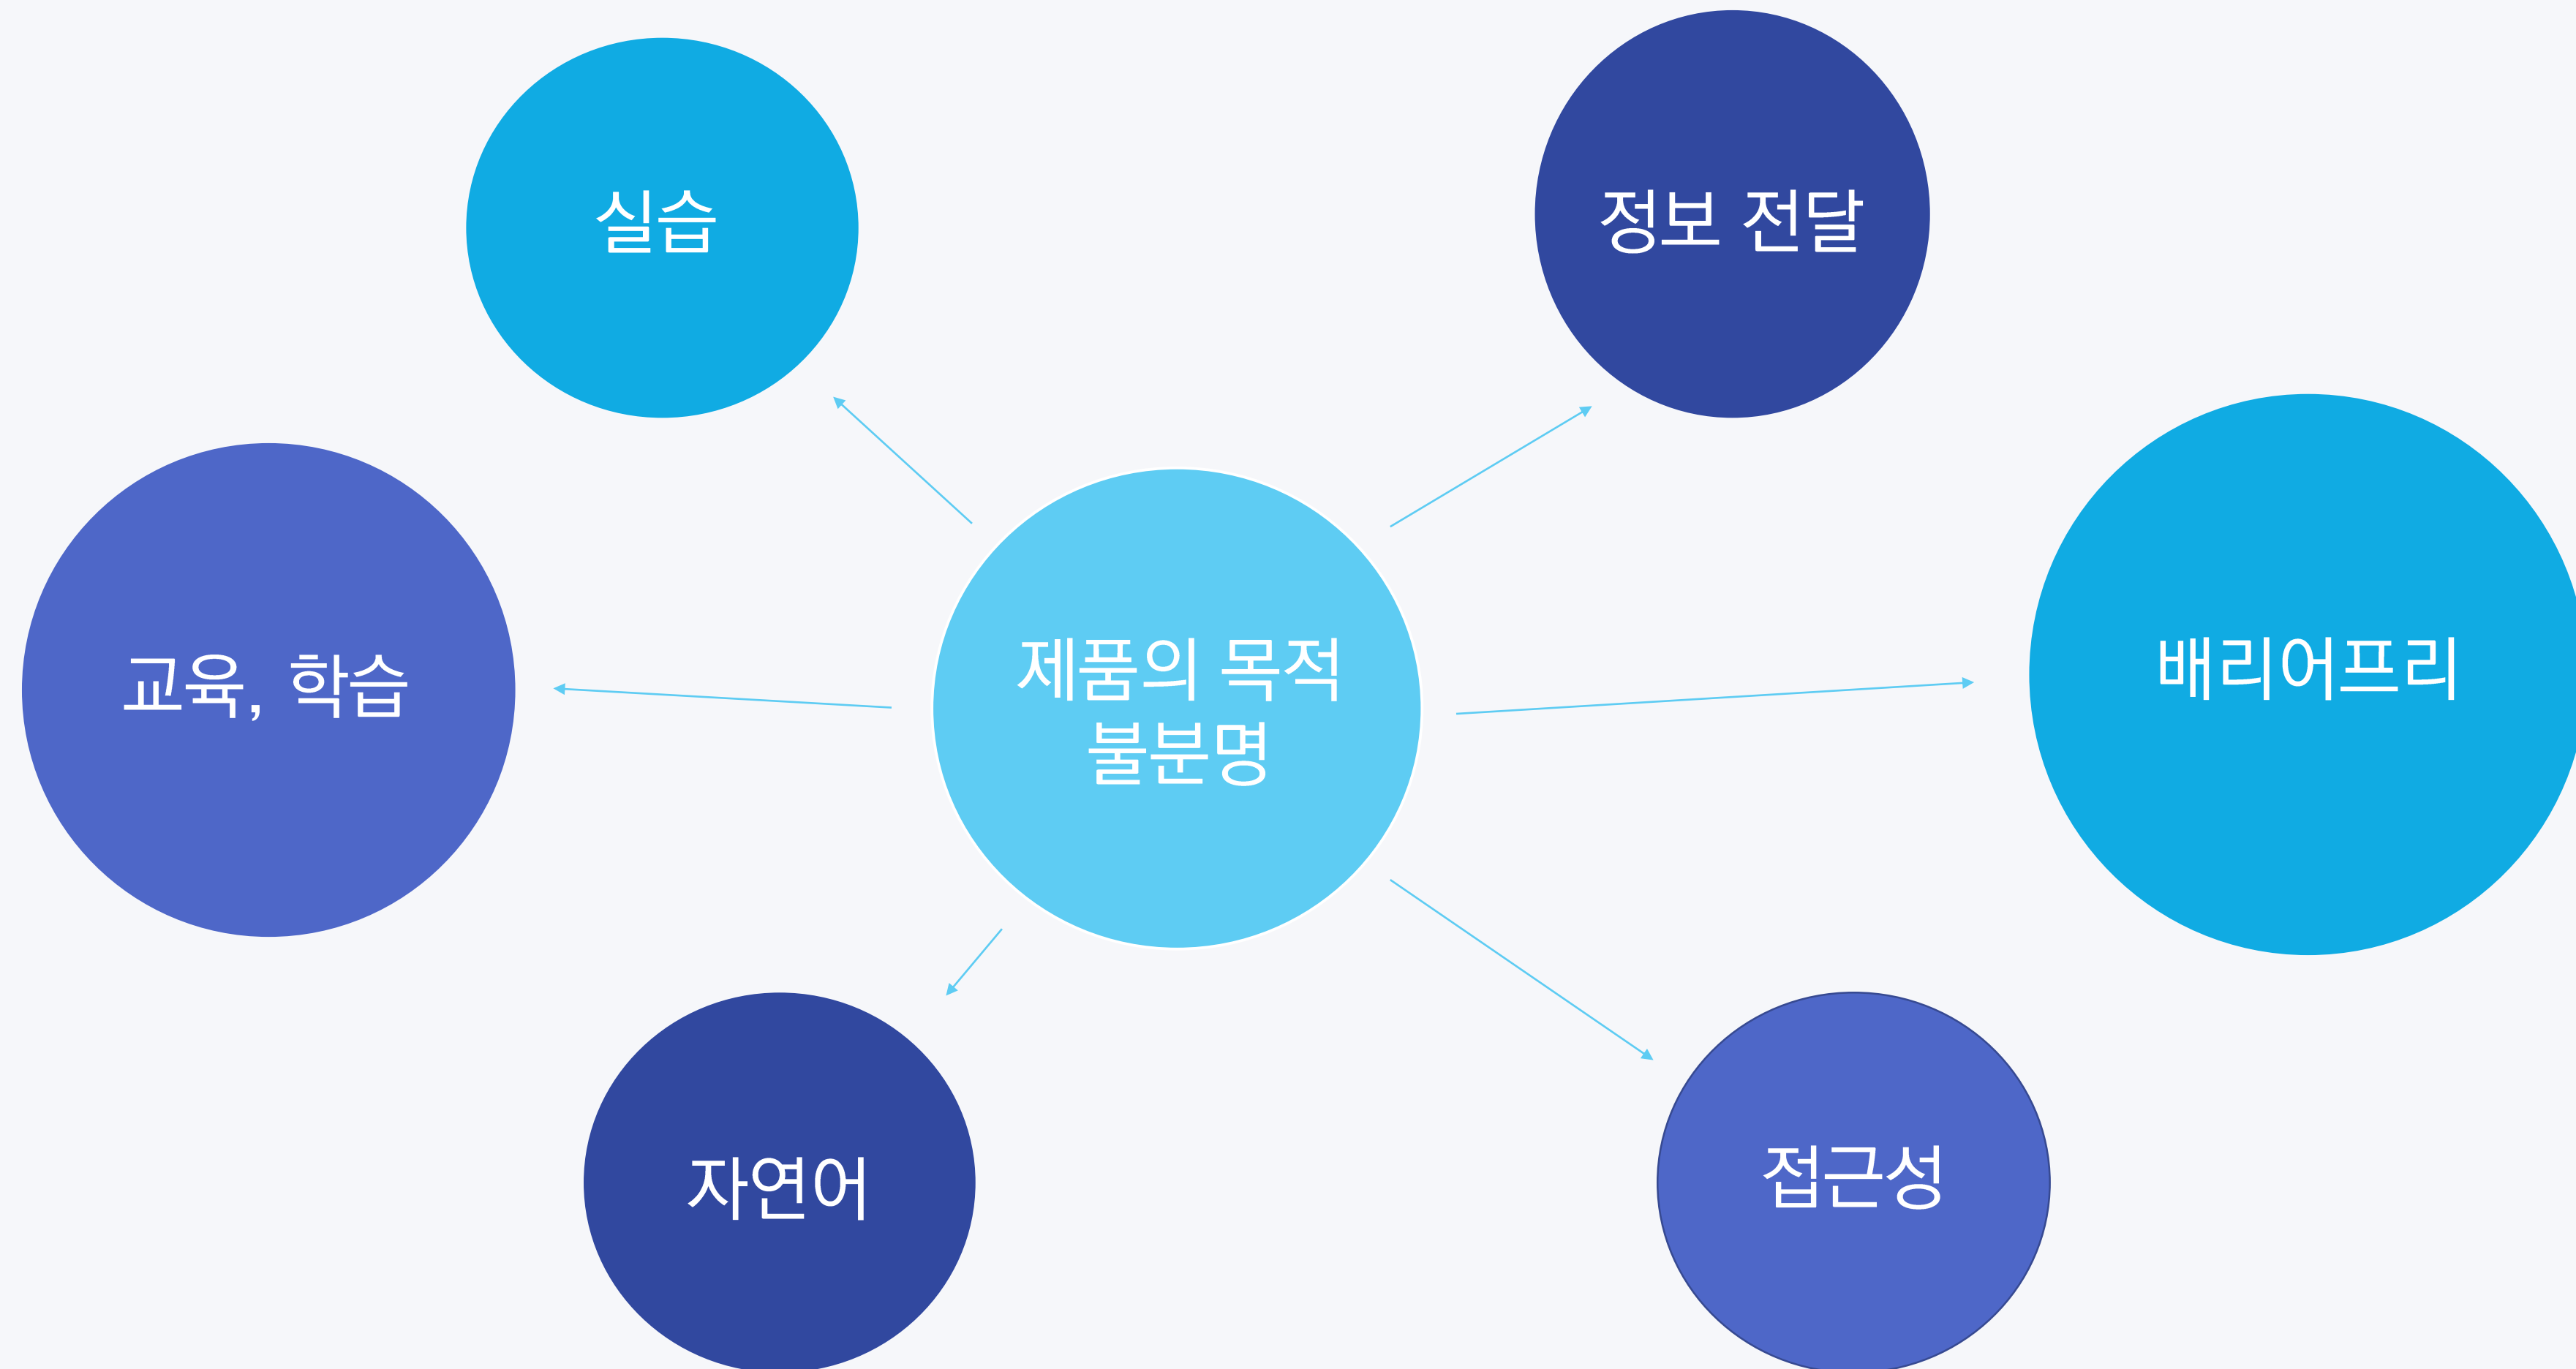 실습
정보 전달
교육, 학습
제품의 목적
불분명
배리어프리
자연어
접근성